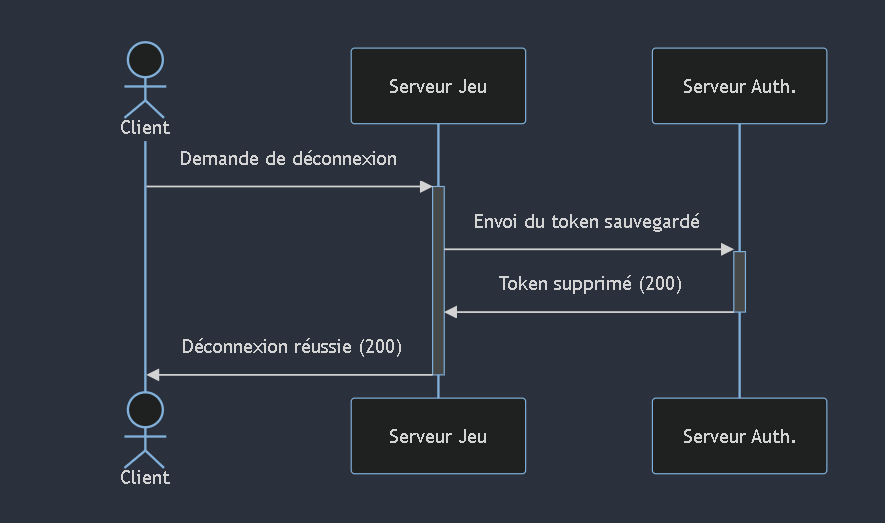 Serveur Jeu
Serveur Auth.
Client
Demande de déconnexion
Envoi du token sauvegardé
Token supprimé (200)
Déconnexion réussie (200)
Serveur Jeu
Serveur Auth.
Client